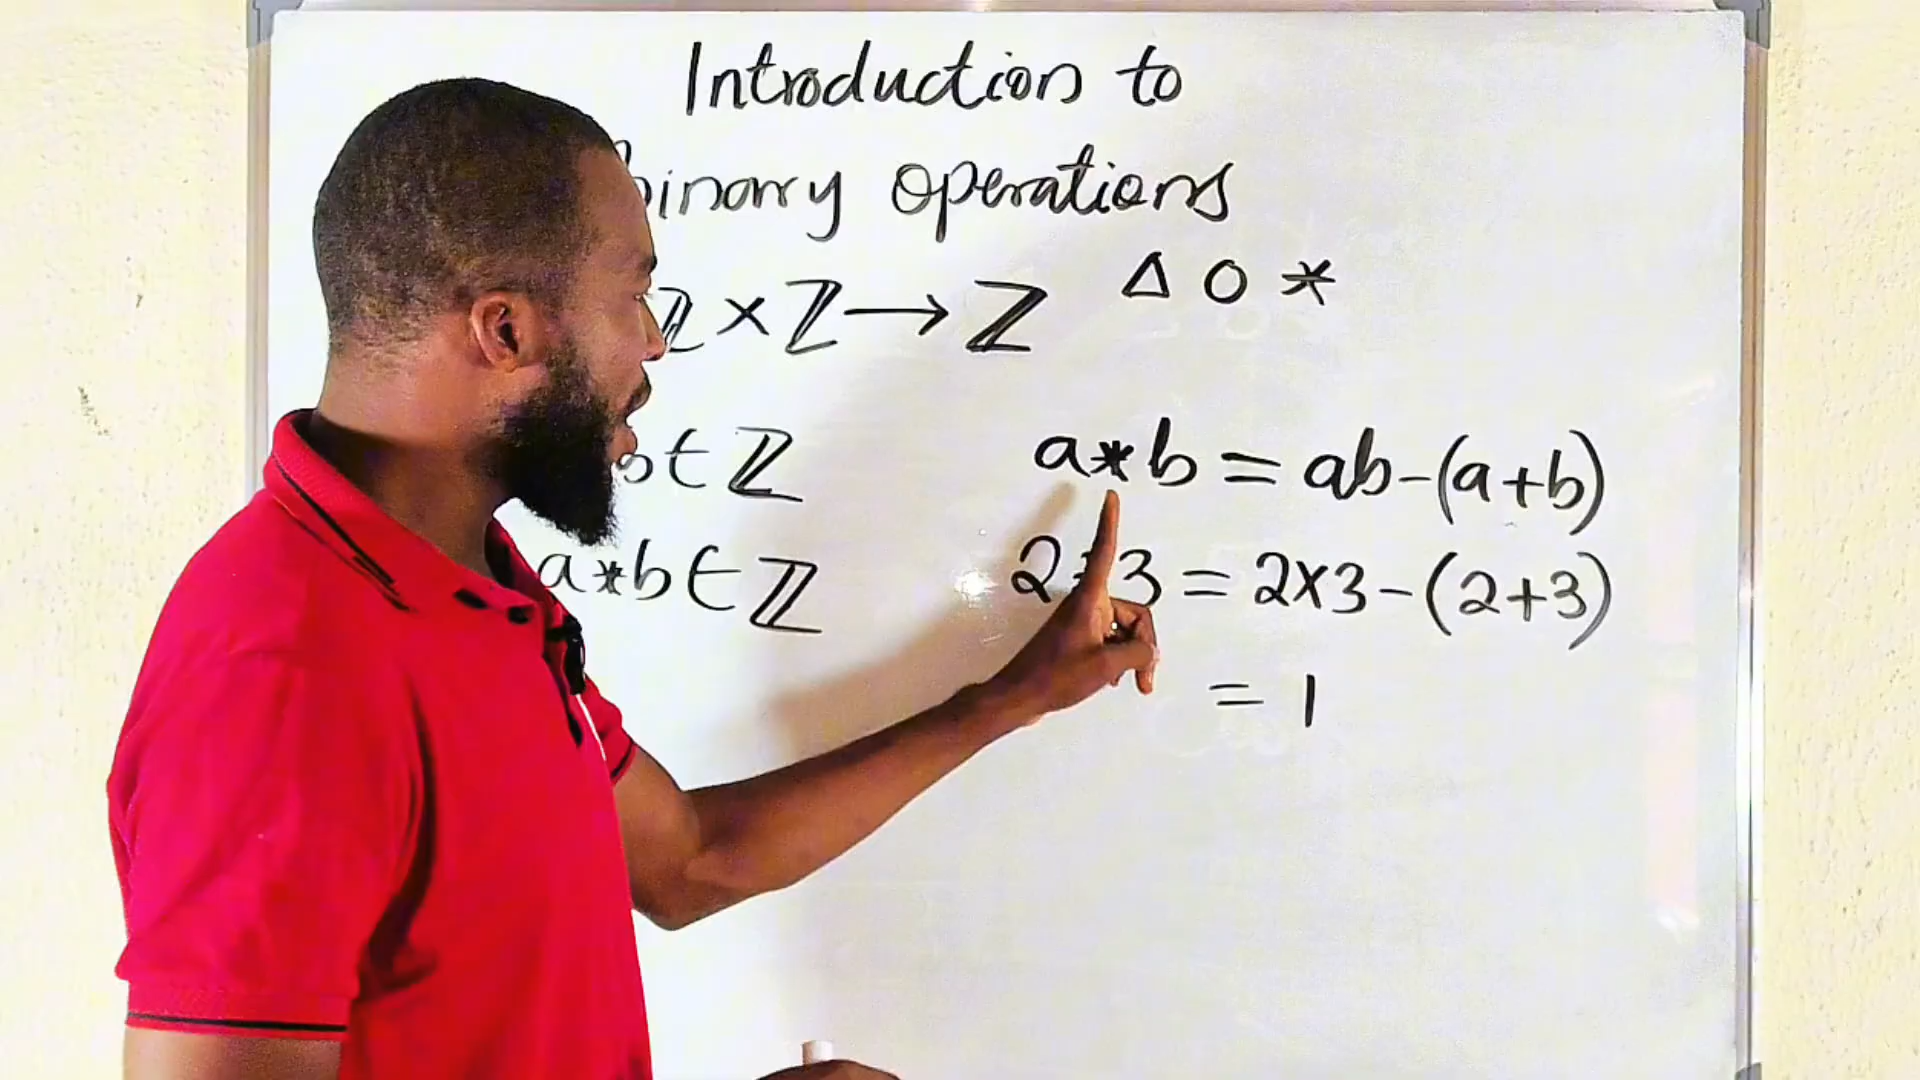 Introduction to
binary operations
Δ O *
ℤ × ℤ → ℤ
b ∈ ℤ
a * b = ab - (a + b)
a * b ∈ ℤ
2 * 3 = 2 × 3 - (2 + 3)
= 1